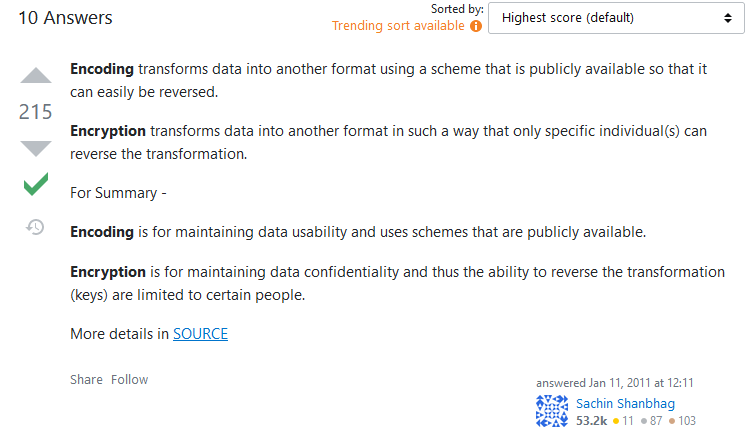 10 Answers
Sorted by:
Trending sort available
Highest score (default)
215
Encoding transforms data into another format using a scheme that is publicly available so that it
can easily be reversed.
Encryption transforms data into another format in such a way that only specific individual(s) can
reverse the transformation.
For Summary -
Encoding is for maintaining data usability and uses schemes that are publicly available.
Encryption is for maintaining data confidentiality and thus the ability to reverse the transformation
(keys) are limited to certain people.
More details in SOURCE
Share Follow
answered Jan 11, 2011 at 12:11
Sachin Shanbhag
53.2k ● 11 ● 87 ● 103